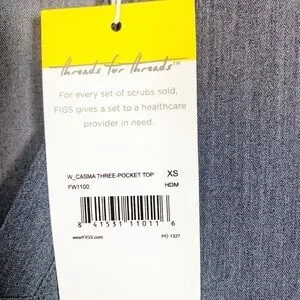 threads for threads™
For every set of scrubs sold,
FIGS gives a set to a healthcare
provider in need.
W_CASMA THREE-POCKET TOP XS
FW1100 HDM
8 41531 11011 6
wearFIGS.com PO 1327